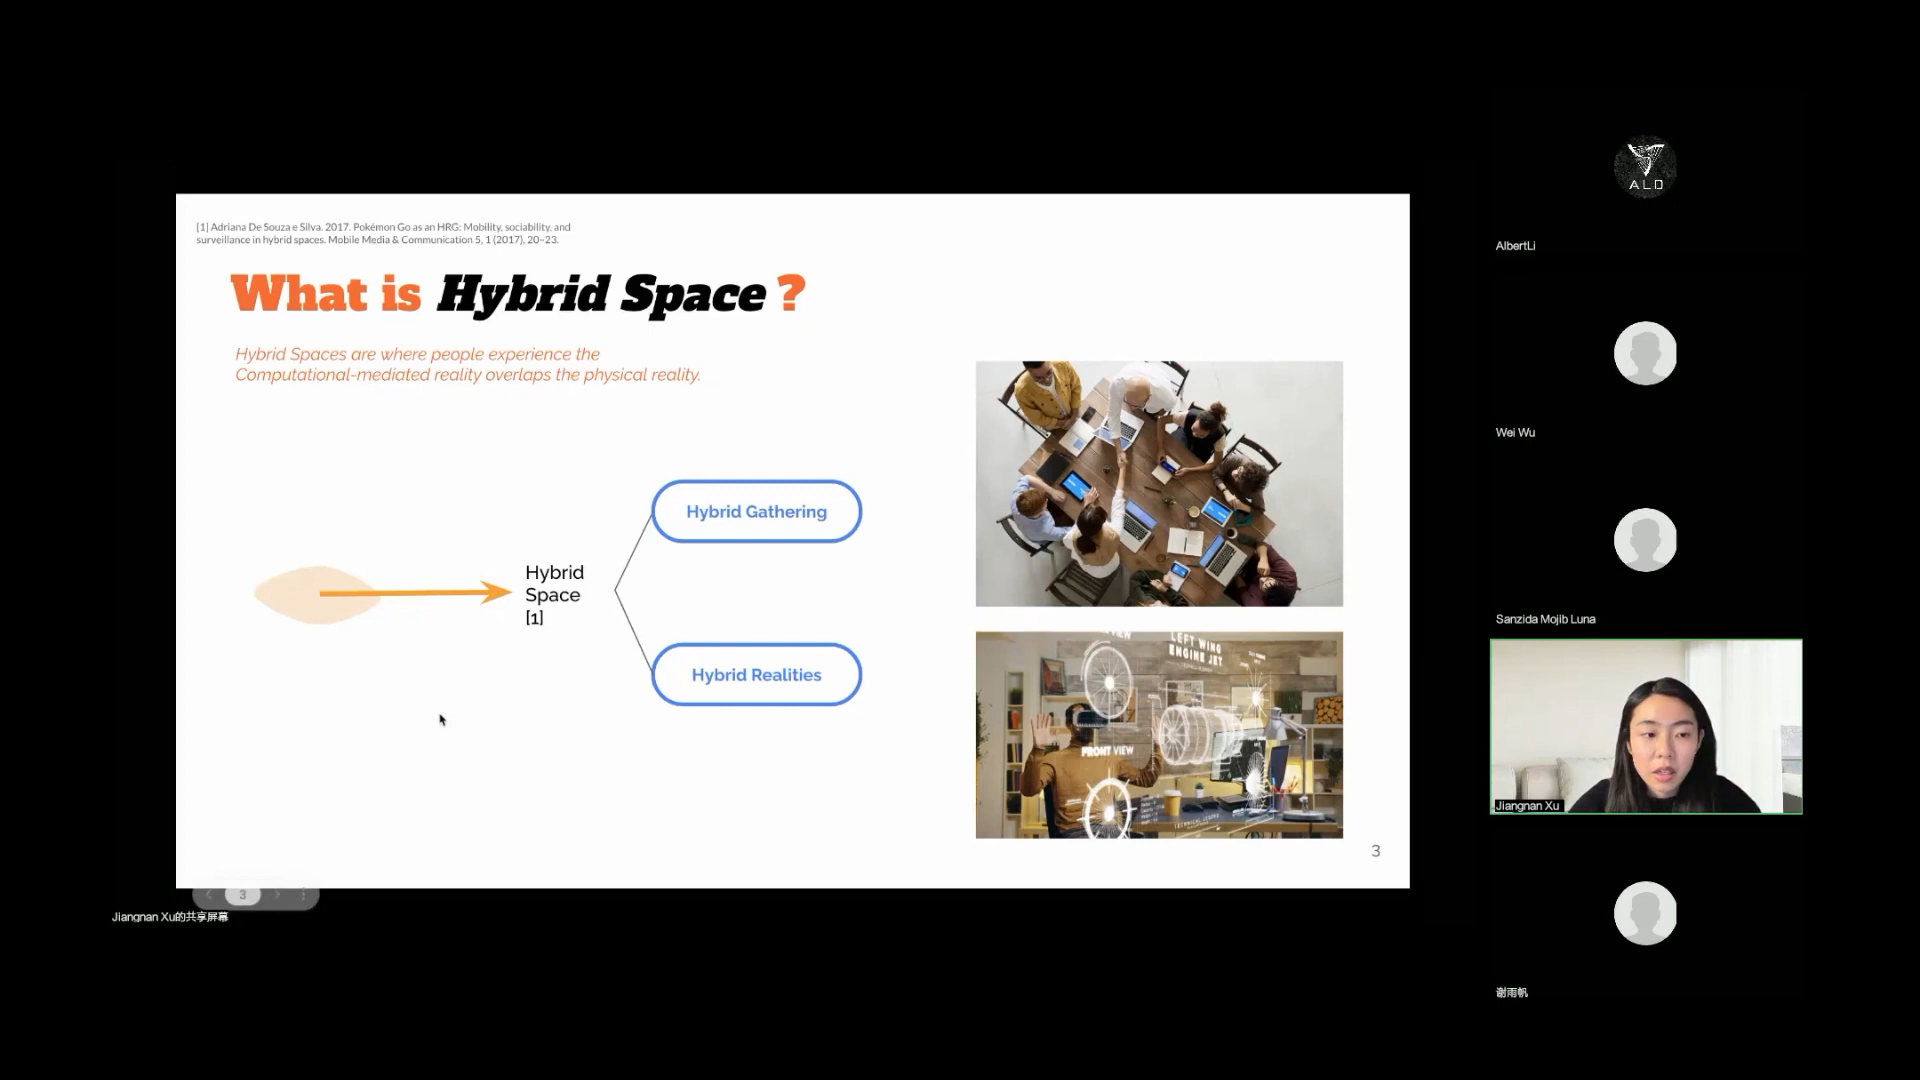 [1] Adriana De Souza e Silva. 2017. Pokémon Go as an HRG: Mobility, sociability, and
surveillance in hybrid spaces. Mobile Media & Communication 5, 1 (2017), 20–23.
What is Hybrid Space ?
Hybrid Spaces are where people experience the
Computational-mediated reality overlaps the physical reality.
Hybrid Gathering
Hybrid
Space
[1]
Hybrid Realities
LEFT WING
ENGINE JET
FRONT VIEW
3
3
Jiangnan Xu的共享屏幕
ALD
AlbertLi
Wei Wu
Sanzida Mojib Luna
Jiangnan Xu
谢雨帆